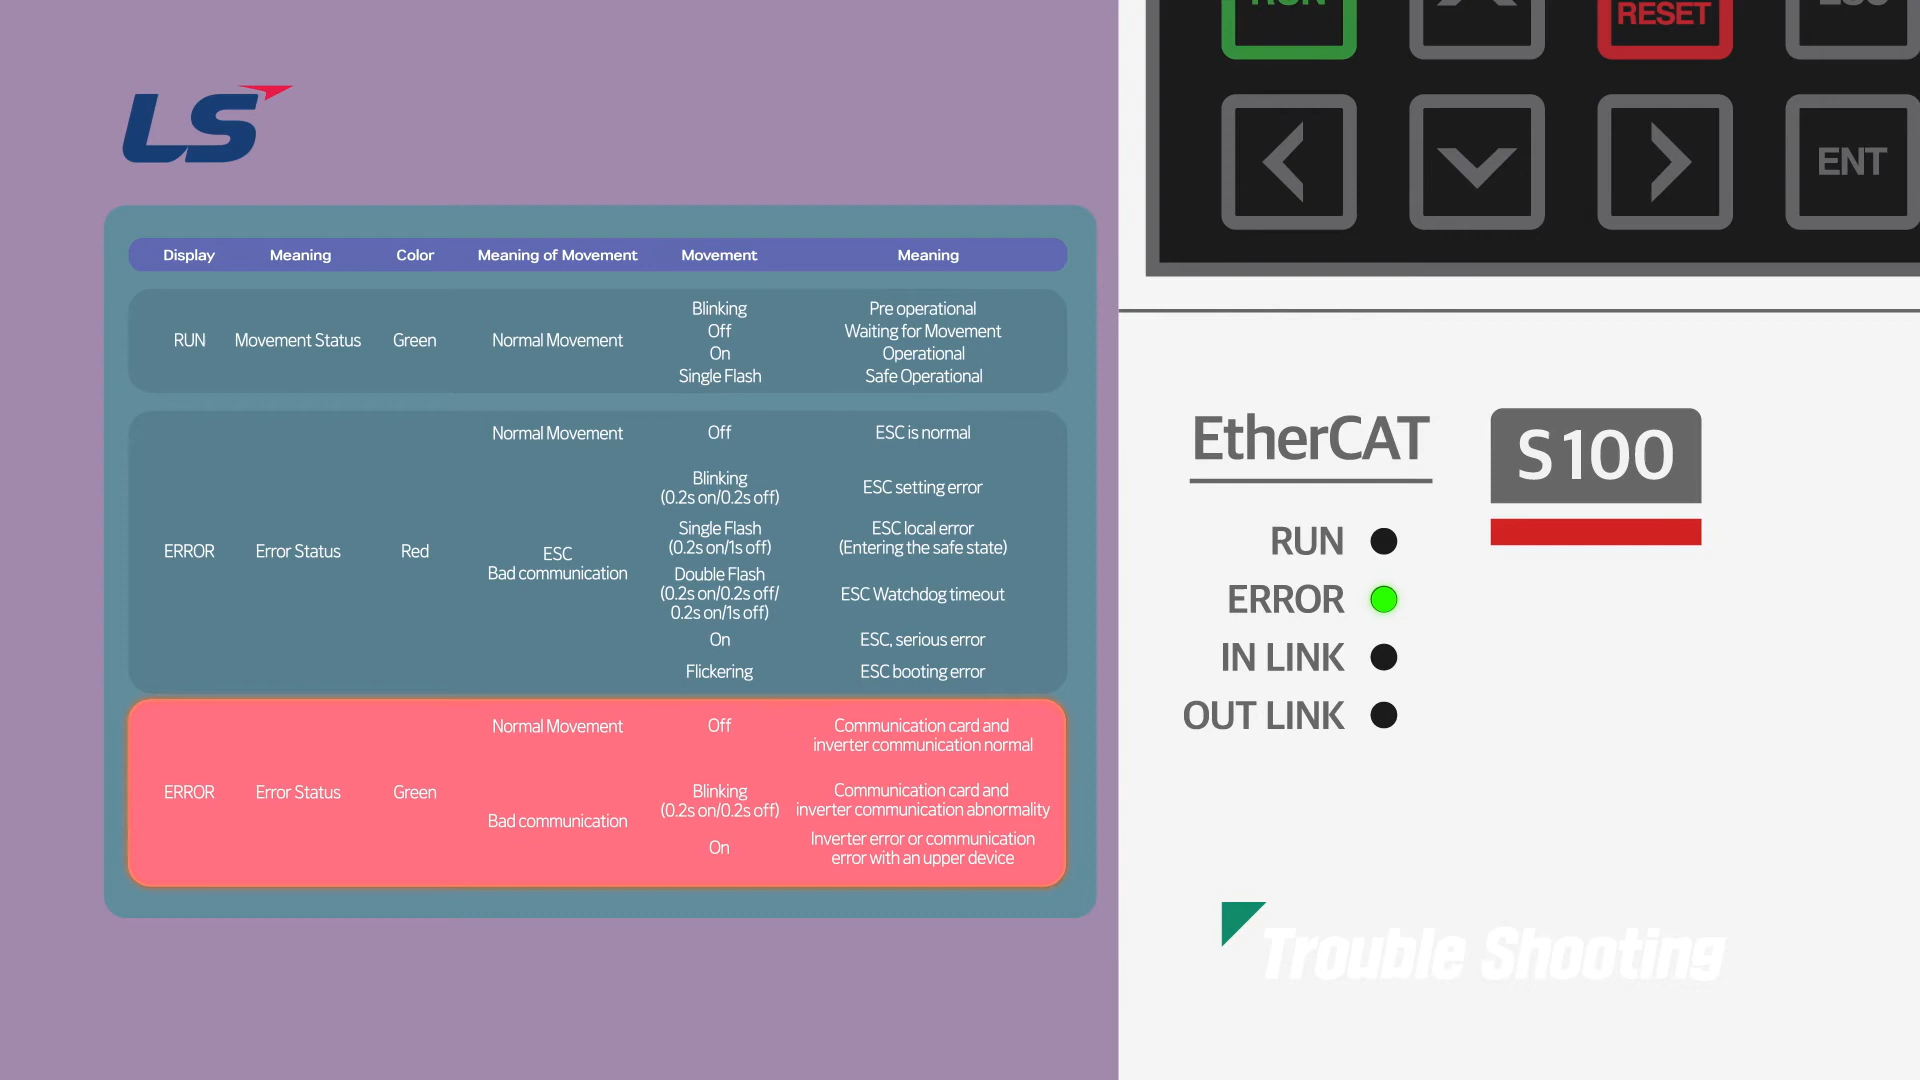 LS
Display Meaning Color Meaning of Movement Movement Meaning
RUN Movement Status Green Normal Movement
Blinking Pre operational
Off Waiting for Movement
On Operational
Single Flash Safe Operational
ERROR Error Status Red
Normal Movement Off ESC is normal
ESC
Bad communication
Blinking
(0.2s on/0.2s off)
ESC setting error
Single Flash
(0.2s on/1s off)
ESC local error
(Entering the safe state)
Double Flash
(0.2s on/0.2s off/
0.2s on/1s off)
ESC Watchdog timeout
On ESC, serious error
Flickering ESC booting error
ERROR Error Status Green
Normal Movement Off
Communication card and
inverter communication normal
Bad communication
Blinking
(0.2s on/0.2s off)
Communication card and
inverter communication abnormality
On
Inverter error or communication
error with an upper device
RUN
RESET
ESC
ENT
EtherCAT
S100
RUN
ERROR
IN LINK
OUT LINK
Trouble Shooting